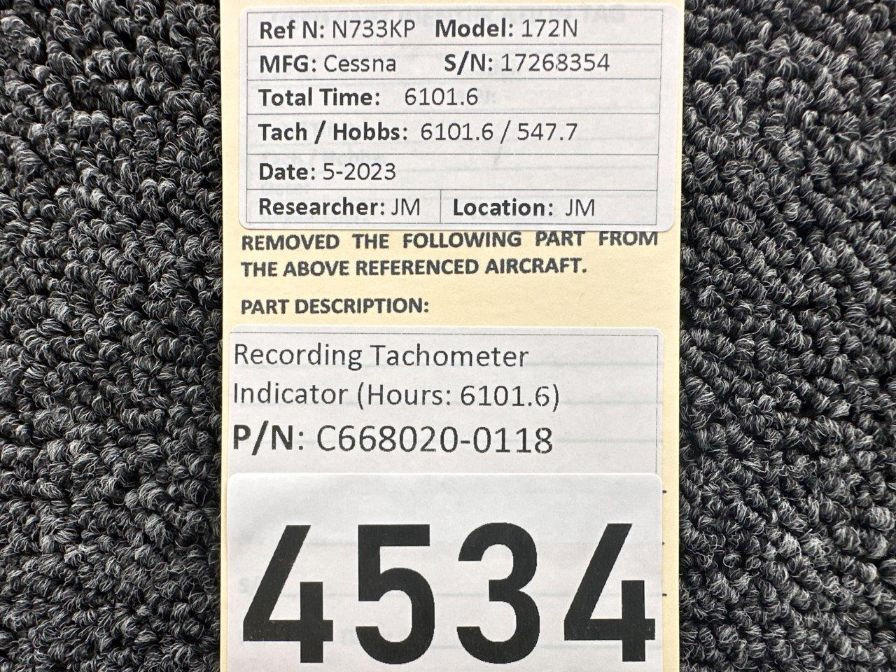 Ref N: N733KP Model: 172N
MFG: Cessna S/N: 17268354
Total Time: 6101.6
Tach / Hobbs: 6101.6 / 547.7
Date: 5-2023
Researcher: JM Location: JM
REMOVED THE FOLLOWING PART FROM
THE ABOVE REFERENCED AIRCRAFT.
PART DESCRIPTION:
Recording Tachometer
Indicator (Hours: 6101.6)
P/N: C668020-0118
4534